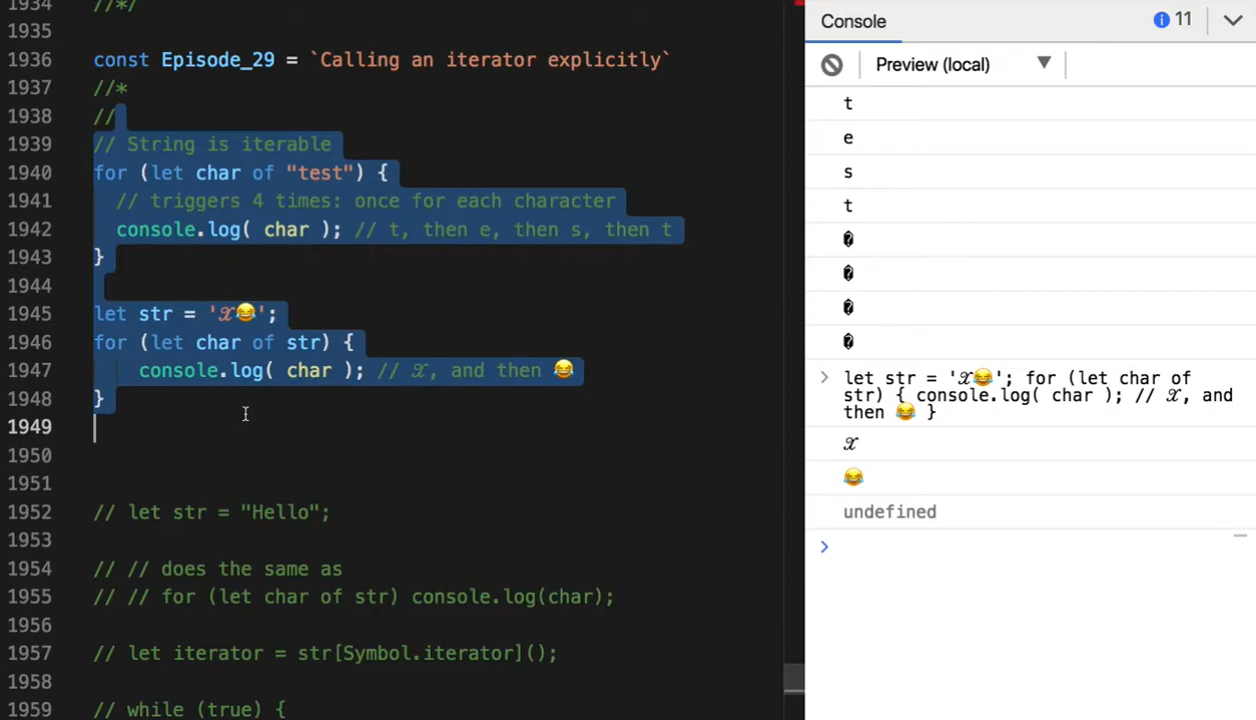 1934 //*/
1935
1936 const Episode_29 = `Calling an iterator explicitly`
1937 //*
1938 //
1939 // String is iterable
1940 for (let char of "test") {
1941 // triggers 4 times: once for each character
1942 console.log( char ); // t, then e, then s, then t
1943 }
1944
1945 let str = '𝒳😂';
1946 for (let char of str) {
1947 console.log( char ); // 𝒳, and then 😂
1948 }
1949
1950
1951
1952 // let str = "Hello";
1953
1954 // // does the same as
1955 // // for (let char of str) console.log(char);
1956
1957 // let iterator = str[Symbol.iterator]();
1958
1959 // while (true) {
Console 11
Preview (local)
t
e
s
t
�
�
�
�
> let str = '𝒳😂'; for (let char of
str) { console.log( char ); // 𝒳, and
then 😂 }
𝒳
😂
undefined
>